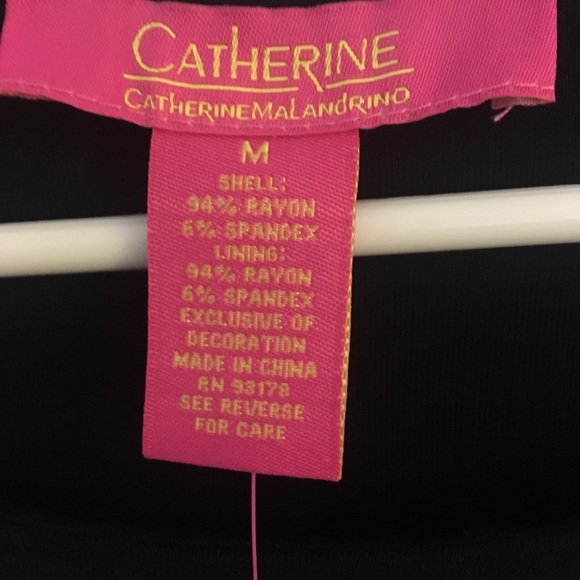 CATHERINE
CATHERINEMALANDRINO
M
SHELL:
94% RAYON
6% SPANDEX
LINING:
94% RAYON
6% SPANDEX
EXCLUSIVE OF
DECORATION
MADE IN CHINA
RN 93178
SEE REVERSE
FOR CARE